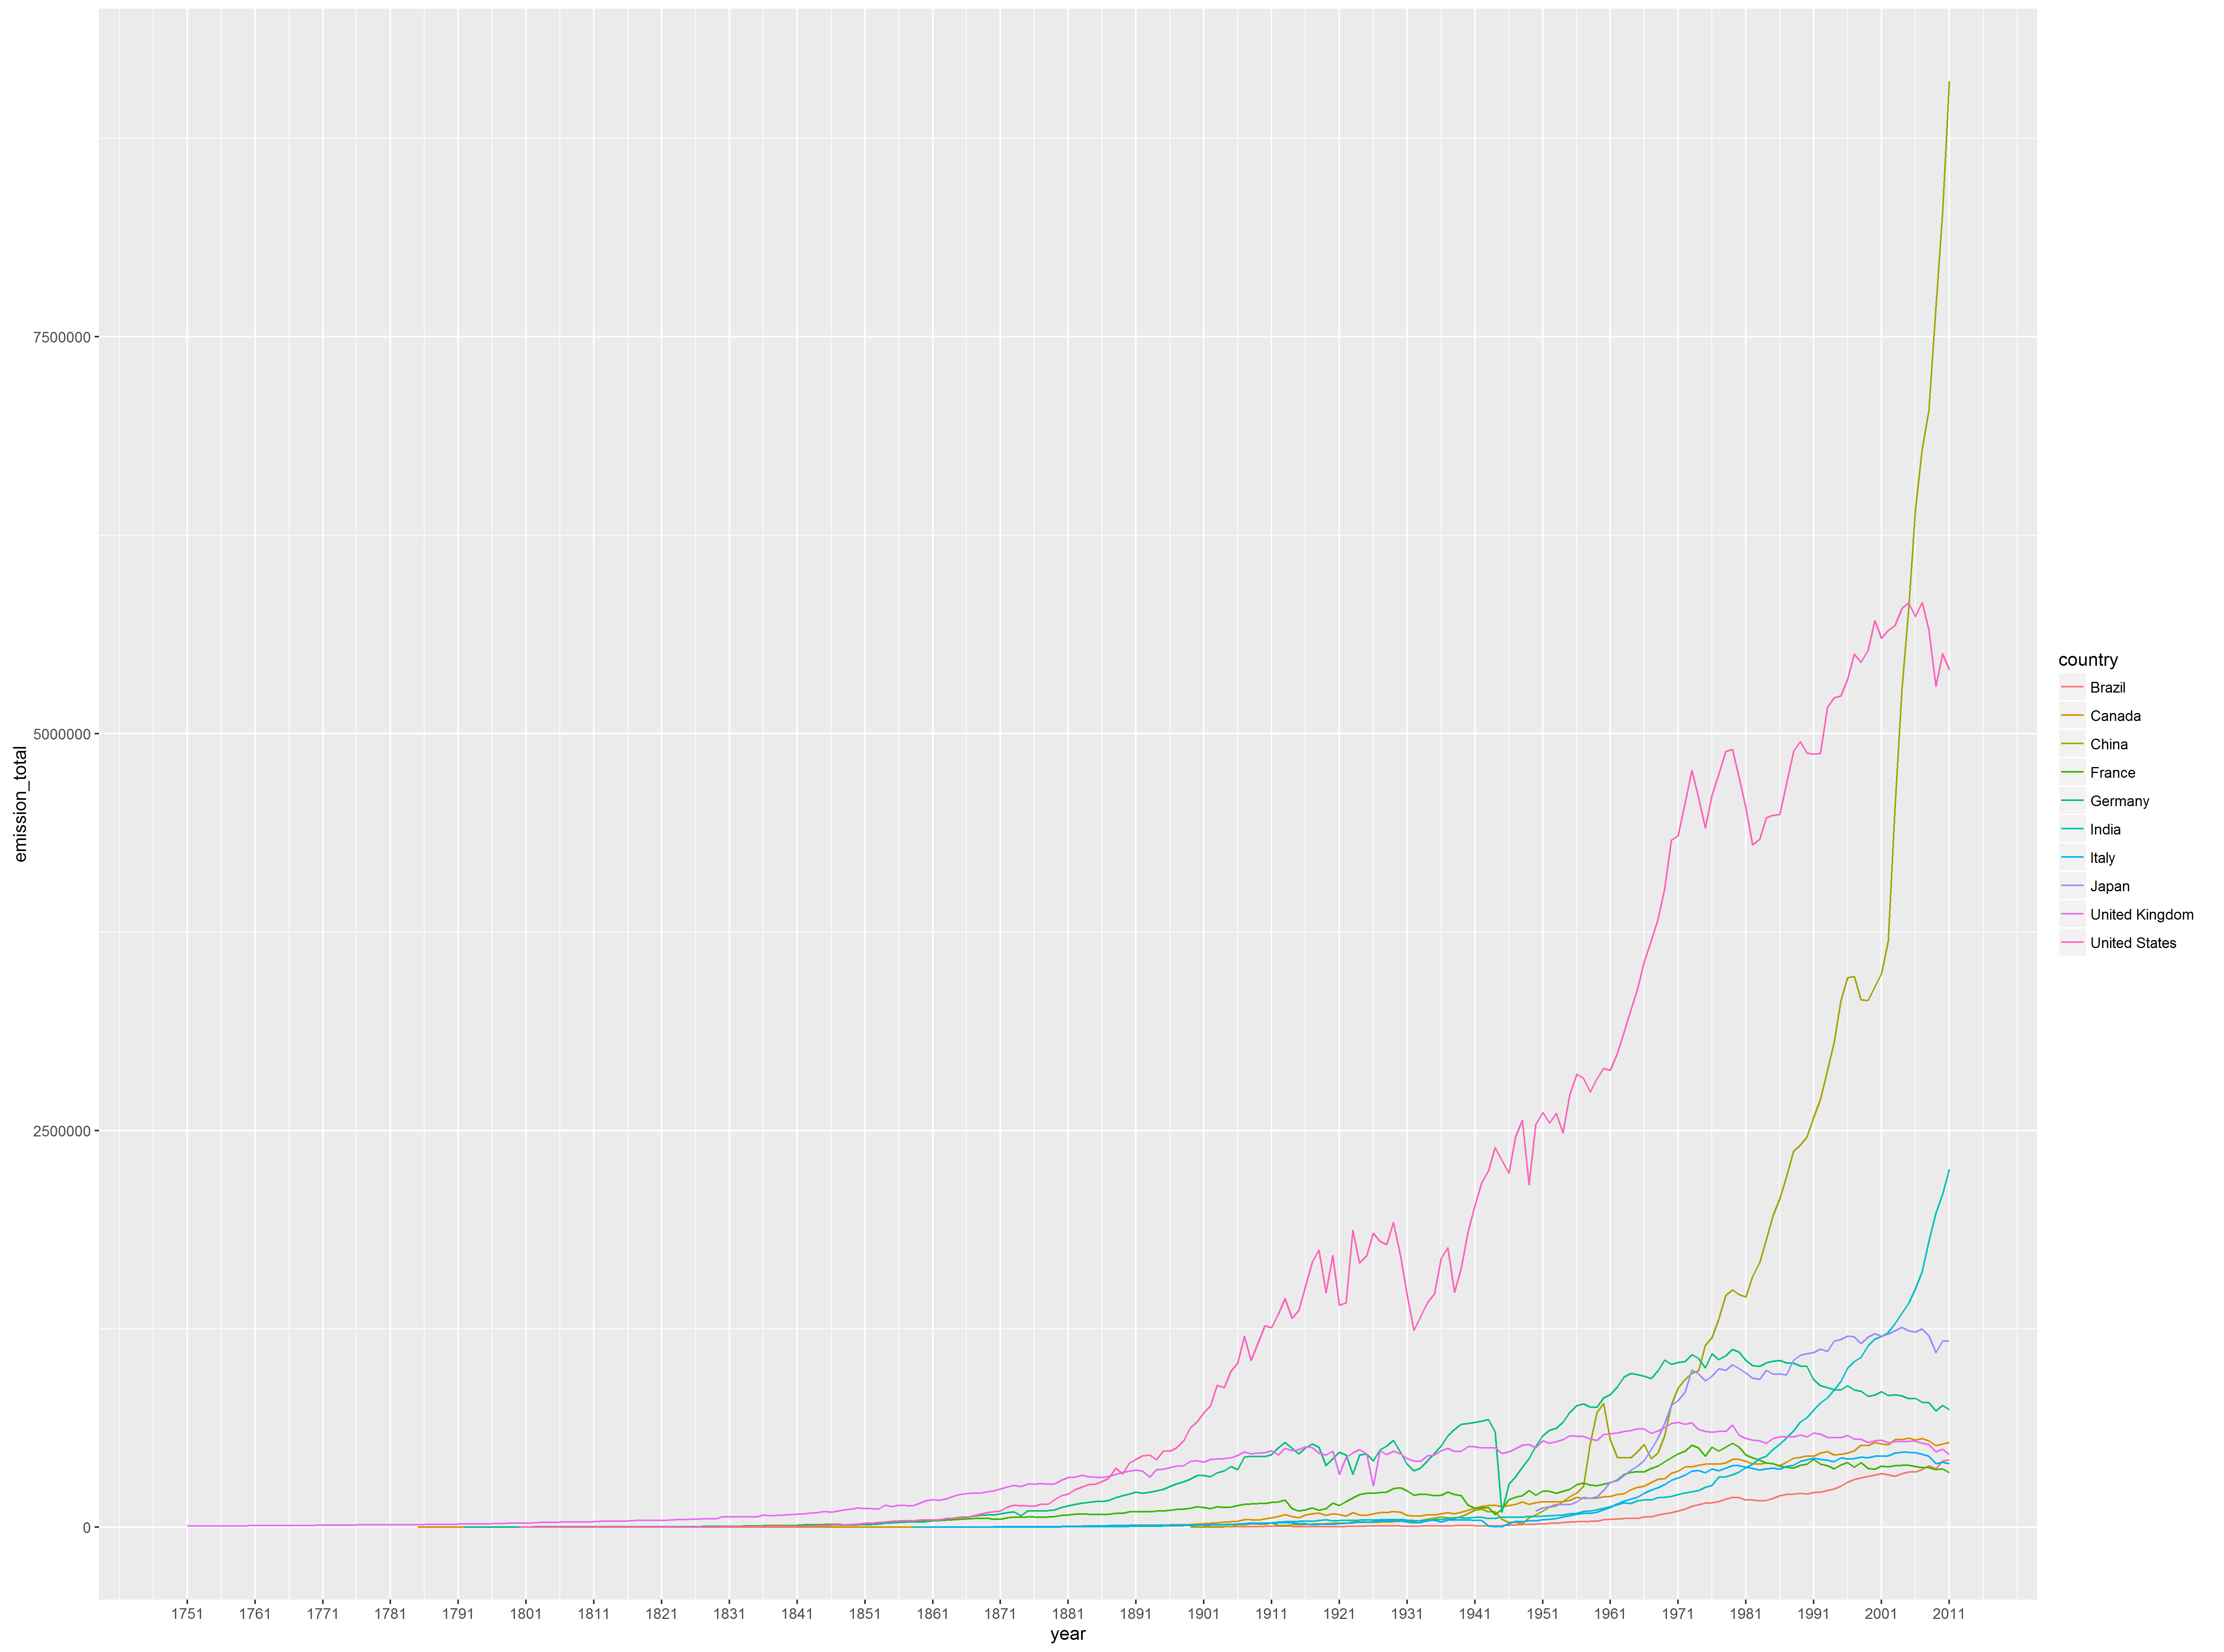 7500000
5000000
2500000
0
emission_total
1751 1761 1771 1781 1791 1801 1811 1821 1831 1841 1851 1861 1871 1881 1891 1901 1911 1921 1931 1941 1951 1961 1971 1981 1991 2001 2011
year
country
Brazil
Canada
China
France
Germany
India
Italy
Japan
United Kingdom
United States